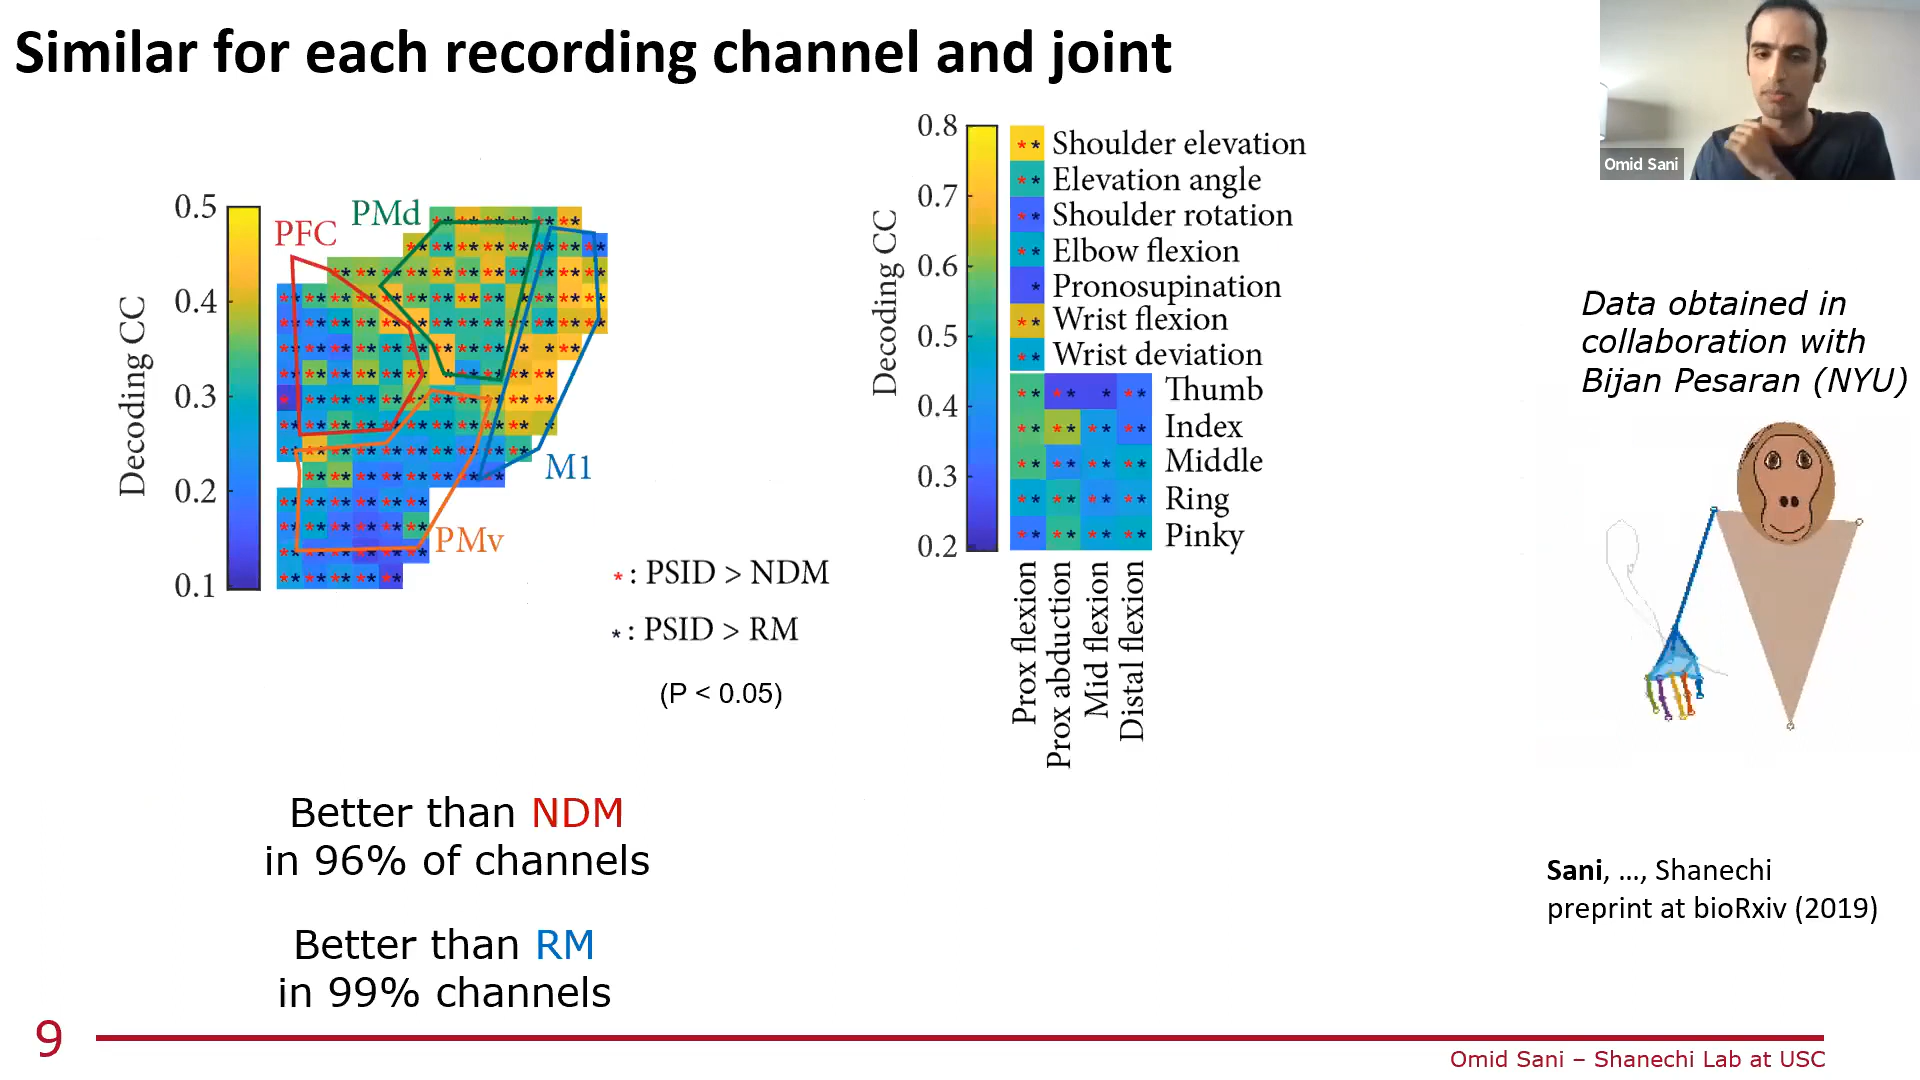 Similar for each recording channel and joint
Omid Sani
0.5
0.4
0.3
0.2
0.1
Decoding CC
PFC
PMd
M1
PMv
*: PSID > NDM
*: PSID > RM
(P < 0.05)
0.8
0.7
0.6
0.5
0.4
0.3
0.2
Decoding CC
Shoulder elevation
Elevation angle
Shoulder rotation
Elbow flexion
Pronosupination
Wrist flexion
Wrist deviation
Thumb
Index
Middle
Ring
Pinky
Prox flexion
Prox abduction
Mid flexion
Distal flexion
Data obtained in
collaboration with
Bijan Pesaran (NYU)
Better than NDM
in 96% of channels
Better than RM
in 99% channels
Sani, ..., Shanechi
preprint at bioRxiv (2019)
9
Omid Sani – Shanechi Lab at USC